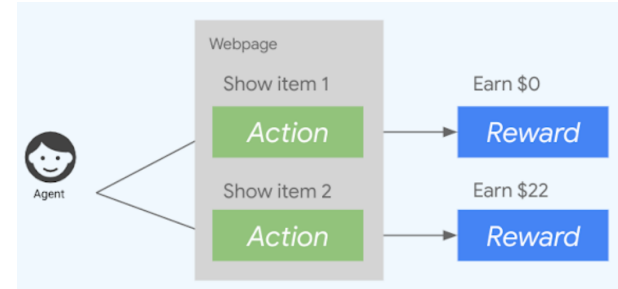 Webpage
Show item 1
Earn $0
Action
Reward
Agent
Show item 2
Earn $22
Action
Reward